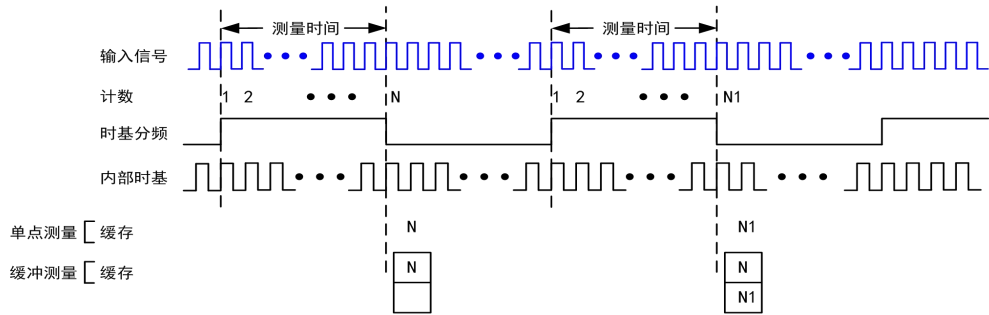 测量时间 测量时间
输入信号
计数 1 2 N 1 2 N1
时基分频
内部时基
单点测量 缓存 N N1
缓冲测量 缓存 N N
N1